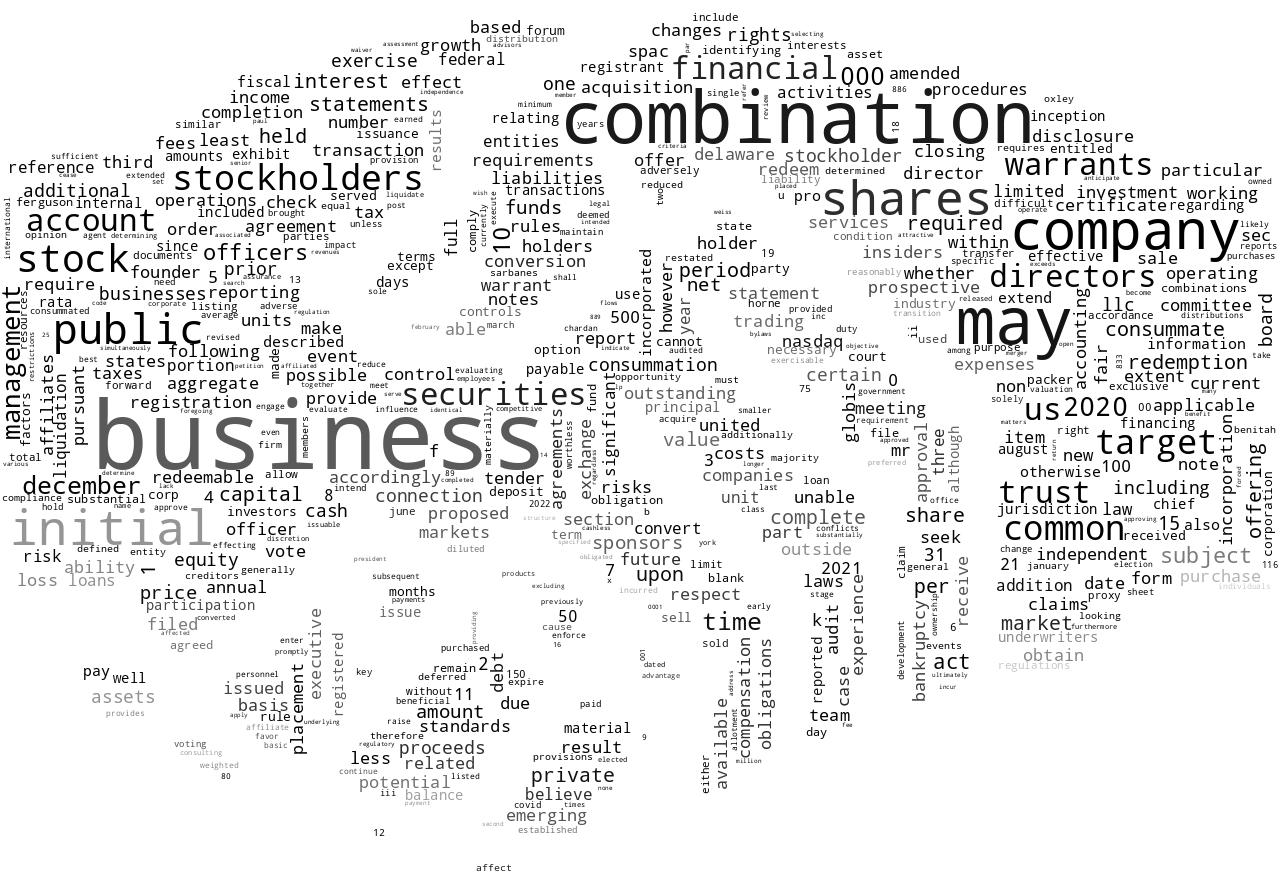 include
based forum changes rights selecting
waiver assessment growth distribution advisors spac par identifying interests
exercise federal registrant financial 000 asset amended
fiscal interest effect one acquisition single refer review activities 886 procedures
income independence member minimum combination oxley
completion statements number earned results relating years 18 inception
similar paul issuance entities criteria disclosure
fees least held transaction provision requirements offer delaware stockholder closing requires entitled
sufficient amounts exhibit senior liabilities adversely redeem determined director warrants particular
reference third extended cease set stockholders liquidate transactions reduced two liability placed u pro shares anticipate owned
additional operations check served post wish execute legal limited investment working
ferguson internal included brought equal tax funds deemed intended weiss difficult operate certificate regarding
international account order associated agreement unless full comply currently 10 rules maintain state services required company likely
opinion agent determining parties holders incorporated holder condition attractive insiders within transfer effective sec reports
stock since documents officers impact revenues terms conversion restated 19 specific exceeds sale purchases
founder need search prior assurance 13 except sarbanes shall however period party reasonably whether directors combinations
require 5 days warrant net prospective become operating
management resources rata consummated code businesses corporate reporting sole notes use flows statement industry released extend llc committee board
restrictions 25 public simultaneously listing average adverse regulation units controls 889 500 year horne provided inc transition accordance distributions
revised make february able march chardan indicate trading bylaws duty ii used may open accounting consummate
best states following described option report cannot audited nasdaq objective court among purpose merger fair 833 information take
factors affiliates taxes portion petition made event affiliated reduce evaluating payable consummation necessary exercisable government expenses redemption
forward aggregate possible together meet control employees lp opportunity must certain 0 non packer valuation extent exclusive current
liquidation pursuant registration engage provide serve securities fund significant outstanding 75 globis meeting solely many
foregoing even evaluate influence identical competitive principal smaller requirement us 2020 00 applicable benefit
total various firm members business f materially agreements worthless exchange regardless acquire united additionally value file approved mr approval three although matters right return financing benitah
determine lack redeemable allow accordingly 89 completed 14 tender 3 costs longer majority preferred item august new target incorporation forced offering corporation
december corp 4 capital 8 intend connection deposit risks companies last loan office otherwise 100 note
compliance substantial name approve investors cash june 2022 obligation unit class unable share trust including
hold issuable proposed structure cashless b complete jurisdiction law chief
initial officer discretion markets term section convert york part conflicts substantially seek common approving received 15 also
risk defined entity effecting vote diluted specified sponsors outside change independent subject
ability 1 equity generally president obligated future limit 2021 claim general 31 21 january election 116
loss loans creditors subsequent products 7 x upon blank laws addition date form sheet purchase individuals
price annual months payments excluding incurred respect stage per receive proxy
participation converted issue previously 0001 early experience development ownership claims looking
filed affected executive registered providing 50 cause enforce sell time k audit 6 market furthermore
agreed enter promptly purchased 16 001 sold bankruptcy events underwriters
pay well personnel key remain 2 debt 150 dated address compensation obligations reported case act ultimately obtain
issued deferred expire advantage incur regulations
assets basis placement without beneficial 11 due paid available allotment team fee
provides apply rule underlying raise amount standards material day
affiliate favor therefore 9
voting basic regulatory proceeds result
consulting less related provisions elected either million
weighted continue listed
80 potential private none
iii balance believe
payment covid times
second emerging
12 established
affect